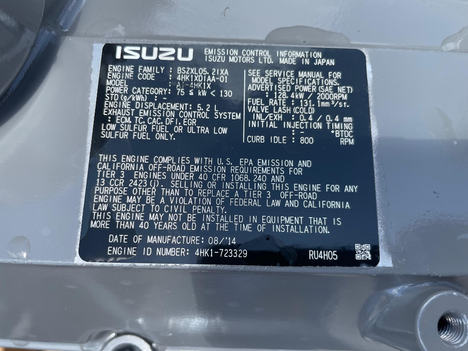 ISUZU EMISSION CONTROL INFORMATION
ISUZU MOTORS LTD. MADE IN JAPAN
ENGINE FAMILY : BSZXL05.2IXA
ENGINE CODE : 4HK1XDIAA-01
AL-4HK1X
POWER CATEGORY : 75 ≤ kW < 130
STD (g/kWh) :
ENGINE DISPLACEMENT : 5.2 L
EXHAUST EMISSION CONTROL SYSTEM
: ECM,TC,CAC,DFI,EGR
LOW SULFUR FUEL OR ULTRA LOW
SULFUR FUEL ONLY.
SEE SERVICE MANUAL FOR
MODEL SPECIFICATIONS.
ADVERTISED POWER(SAE NET)
: 128.4kW / 2000RPM
FUEL RATE : 131.1mm³/st.
VALVE LASH (COLD)
IN/EX : 0.4 / 0.4 mm
INITIAL INJECTION TIMING
: - °BTDC
CURB IDLE : 800 RPM
THIS ENGINE COMPLIES WITH U.S. EPA EMISSION AND
CALIFORNIA OFF-ROAD EMISSION REQUIREMENTS FOR
TIER 3 ENGINES UNDER 40 CFR 1068.240 AND
13 CCR 2423(j). SELLING OR INSTALLING THIS ENGINE FOR ANY
PURPOSE OTHER THAN TO REPLACE A TIER 3 OFF-ROAD
ENGINE MAY BE A VIOLATION OF FEDERAL LAW AND CALIFORNIA
LAW SUBJECT TO CIVIL PENALTY.
THIS ENGINE MAY NOT BE INSTALLED IN EQUIPMENT THAT IS
MORE THAN 40 YEARS OLD AT THE TIME OF INSTALLATION.
DATE OF MANUFACTURE: 08/'14
ENGINE ID NUMBER: 4HK1-723329 RU4H05